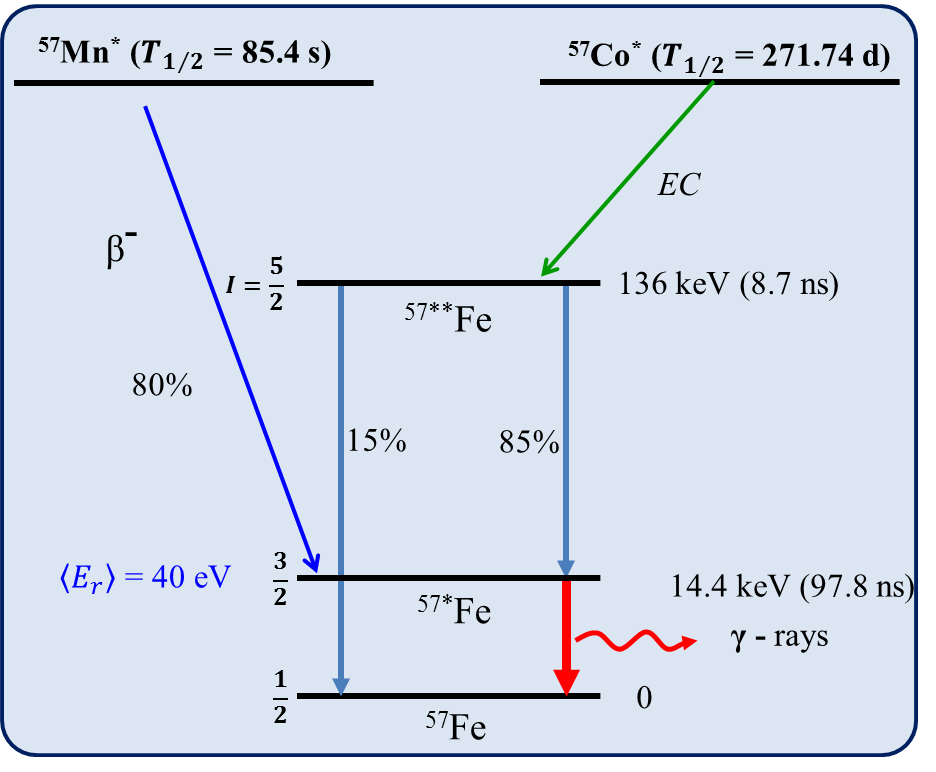 ⁵⁷Mn* (T₁/₂ = 85.4 s)
⁵⁷Co* (T₁/₂ = 271.74 d)
EC
β⁻
I = 5/2
136 keV (8.7 ns)
⁵⁷**Fe
80%
15%
85%
⟨Eᵣ⟩ = 40 eV
3/2
14.4 keV (97.8 ns)
⁵⁷*Fe
γ - rays
1/2
0
⁵⁷Fe